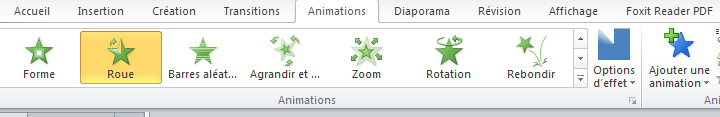 Accueil Insertion Création Transitions Animations Diaporama Révision Affichage Foxit Reader PDF
Forme Roue Barres aléat... Agrandir et ... Zoom Rotation Rebondir Options d'effet Ajouter une animation
Animations